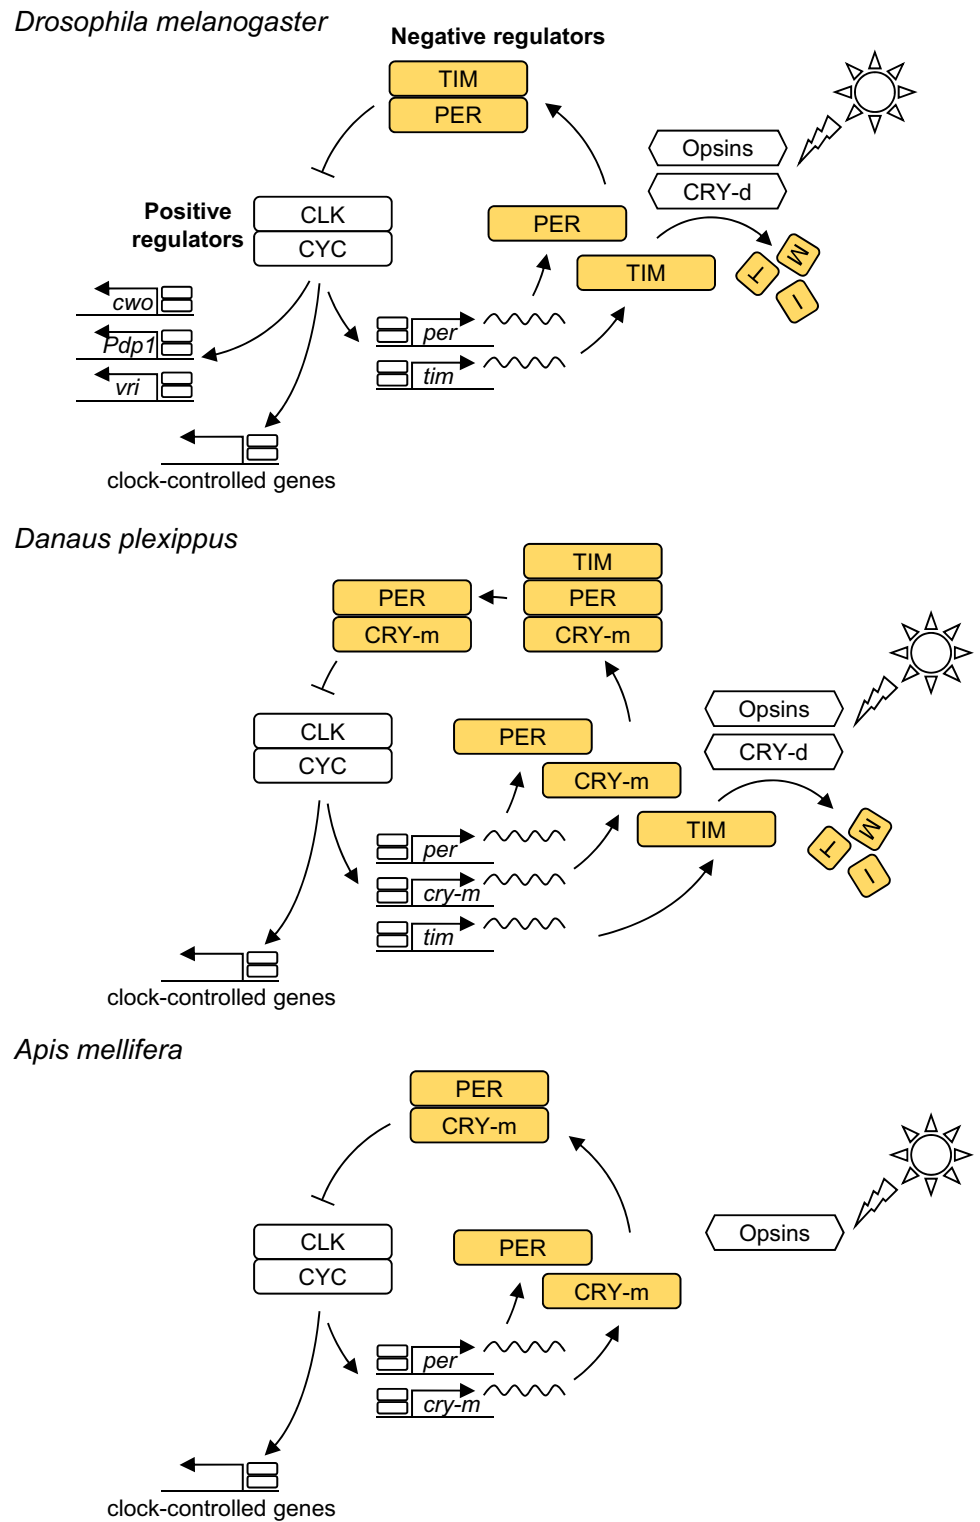 Drosophila melanogaster
Negative regulators
TIM
PER
Opsins
CRY-d
Positive
regulators
CLK
CYC
PER
TIM
T
I
M
cwo
Pdp1
vri
per
tim
clock-controlled genes
Danaus plexippus
TIM
PER
CRY-m
PER
CRY-m
Opsins
CRY-d
CLK
CYC
PER
CRY-m
TIM
T
I
M
per
cry-m
tim
clock-controlled genes
Apis mellifera
PER
CRY-m
Opsins
CLK
CYC
PER
CRY-m
per
cry-m
clock-controlled genes